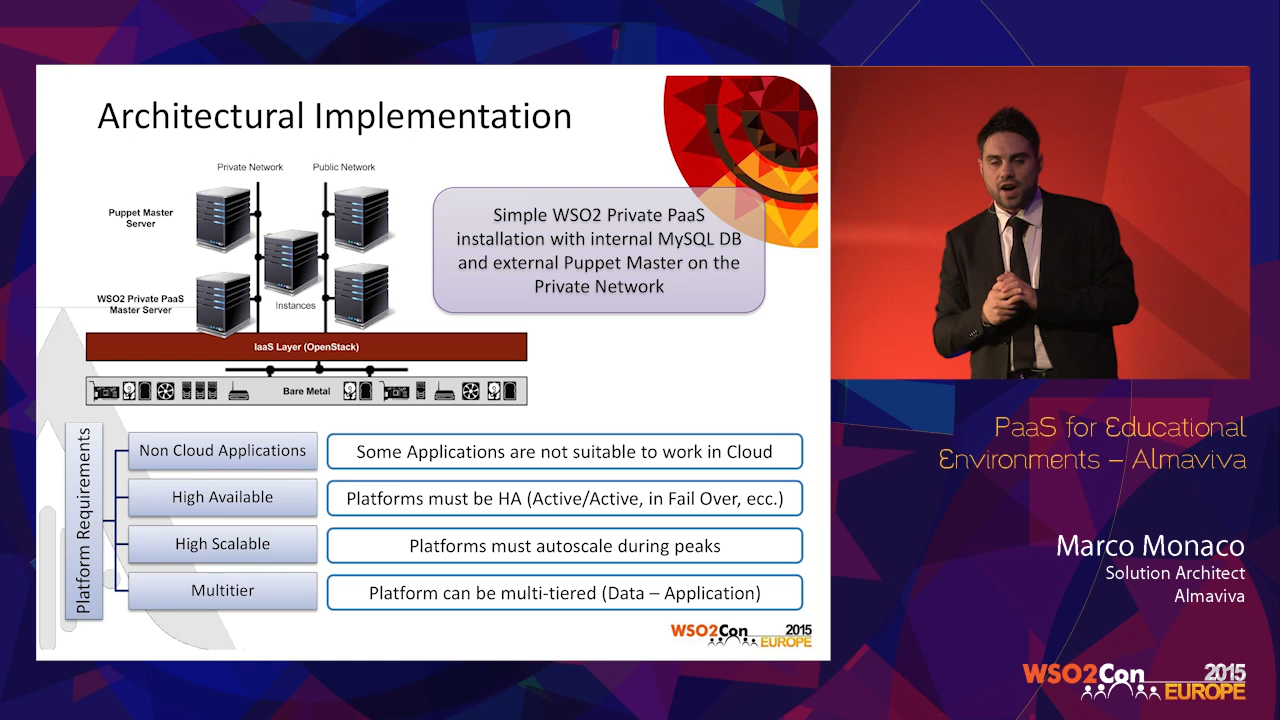 Architectural Implementation
Private Network
Public Network
Puppet Master
Server
WSO2 Private PaaS
Master Server
Instances
IaaS Layer (OpenStack)
Bare Metal
Simple WSO2 Private PaaS
installation with internal MySQL DB
and external Puppet Master on the
Private Network
Platform Requirements
Non Cloud Applications
Some Applications are not suitable to work in Cloud
High Available
Platforms must be HA (Active/Active, in Fail Over, ecc.)
High Scalable
Platforms must autoscale during peaks
Multitier
Platform can be multi-tiered (Data – Application)
WSO2Con 2015
EUROPE
PaaS for Educational
Environments – Almaviva
Marco Monaco
Solution Architect
Almaviva
WSO2Con 2015
EUROPE